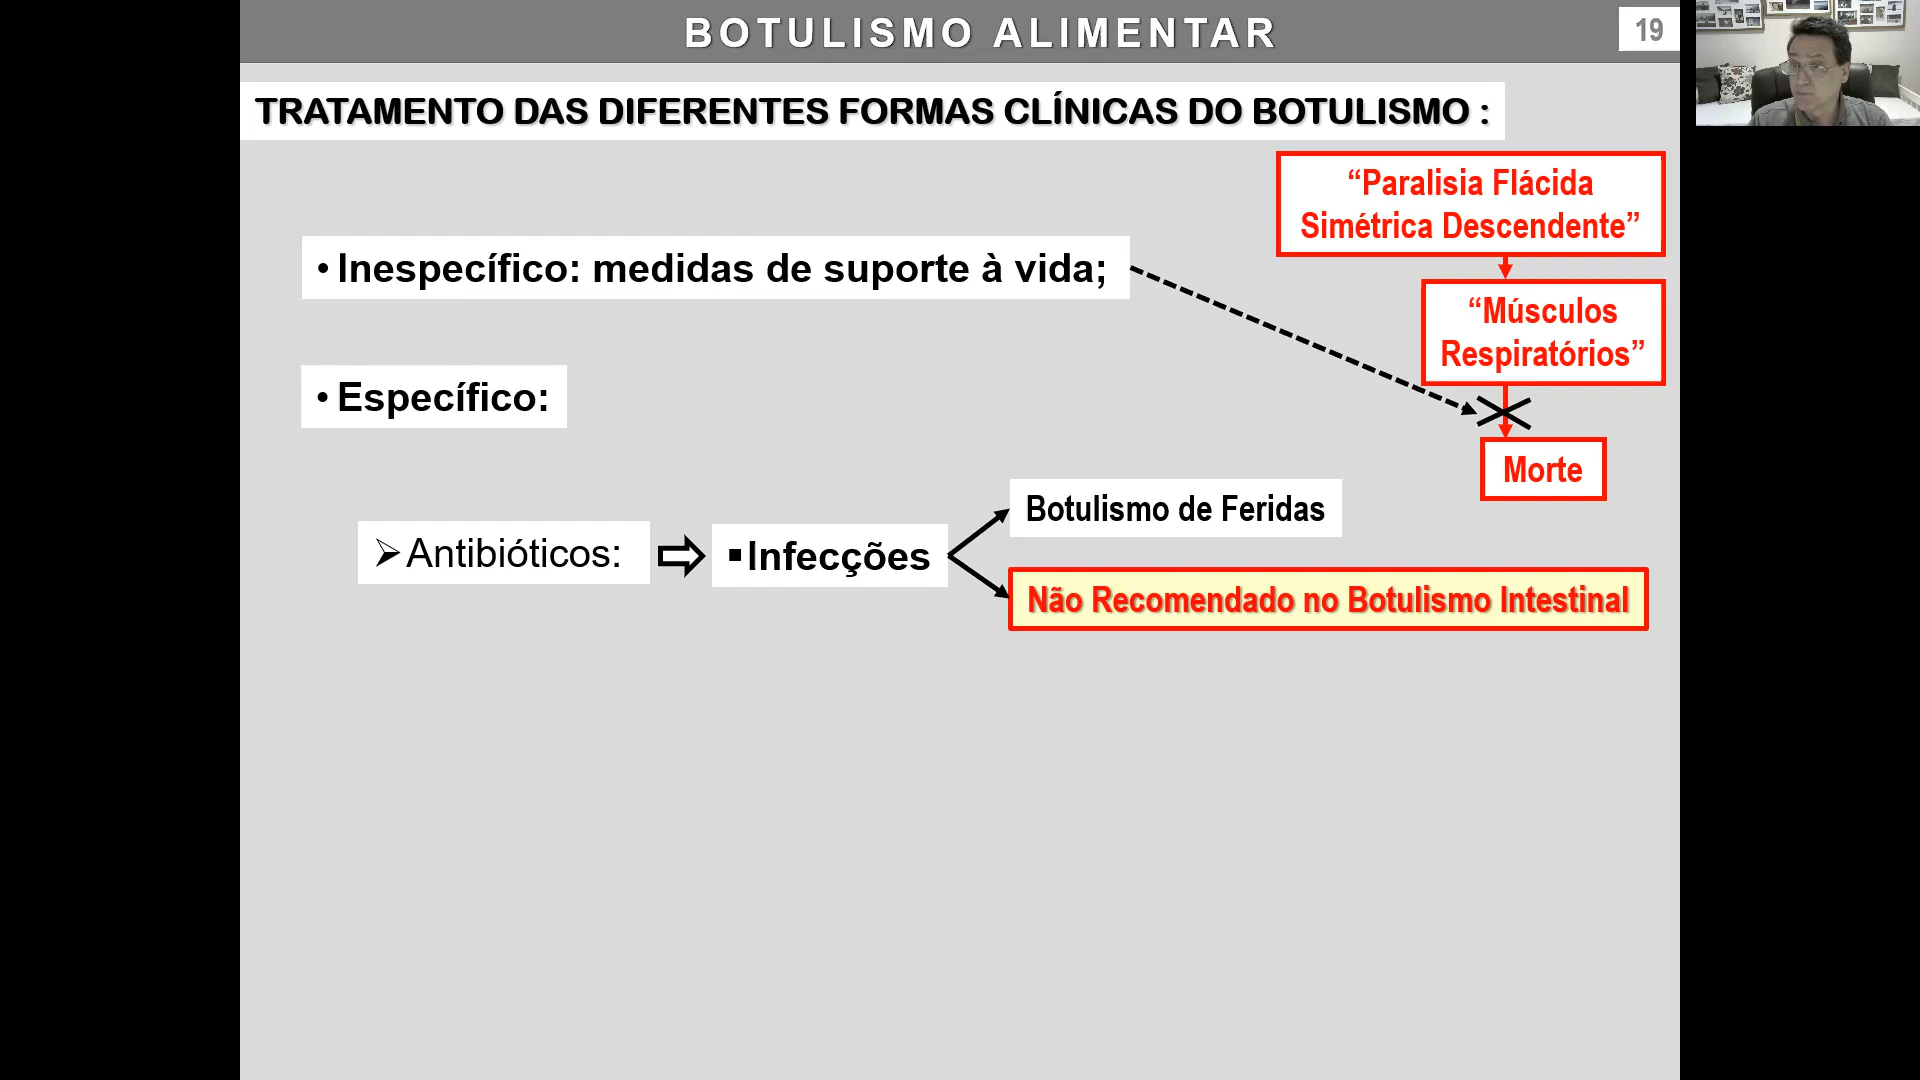 BOTULISMO ALIMENTAR
19
TRATAMENTO DAS DIFERENTES FORMAS CLÍNICAS DO BOTULISMO :
“Paralisia Flácida
Simétrica Descendente”
• Inespecífico: medidas de suporte à vida;
“Músculos
Respiratórios”
• Específico:
Morte
Botulismo de Feridas
➢Antibióticos:
▪Infecções
Não Recomendado no Botulismo Intestinal